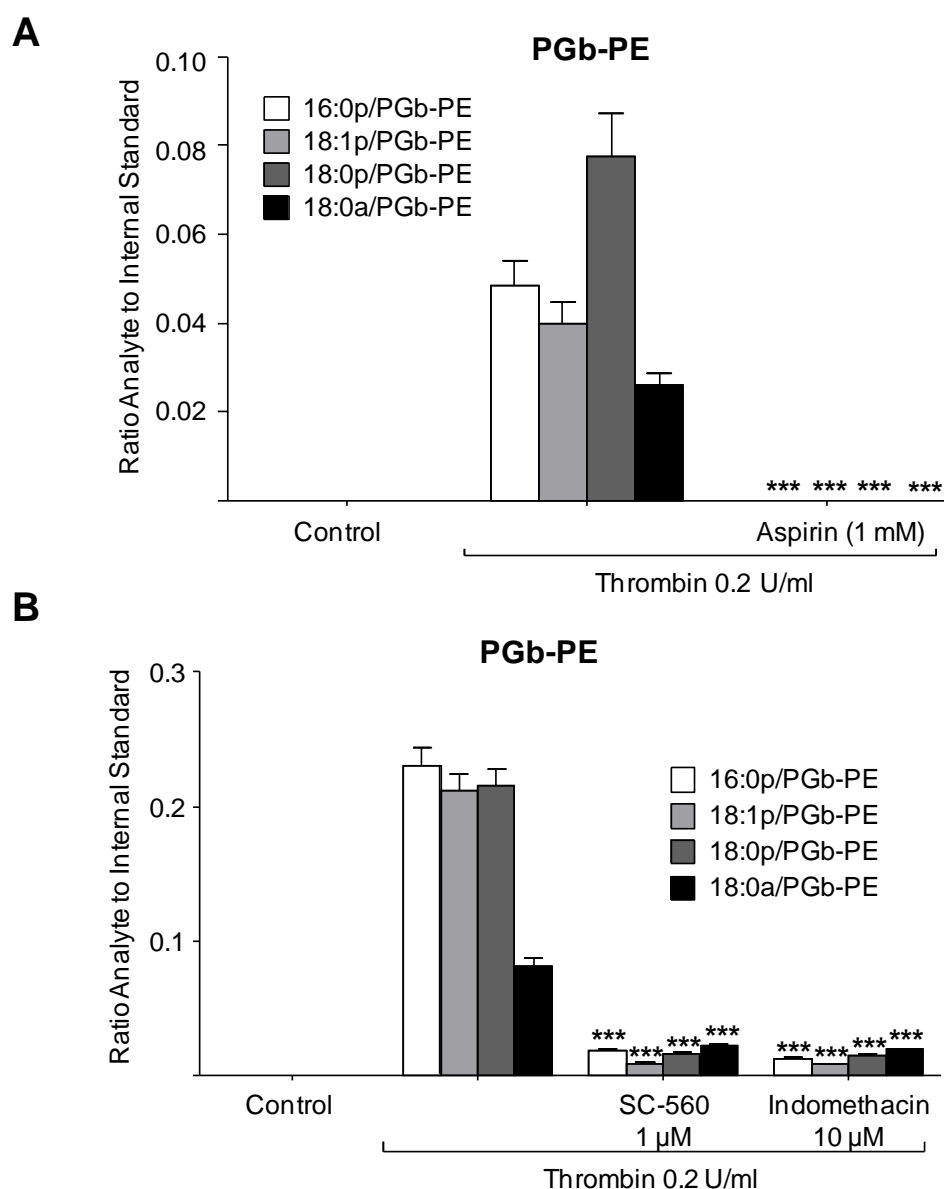 A
PGb-PE
Ratio Analyte to Internal Standard
0.10
0.08
0.06
0.04
0.02
16:0p/PGb-PE
18:1p/PGb-PE
18:0p/PGb-PE
18:0a/PGb-PE
*** *** *** ***
Control
Aspirin (1 mM)
Thrombin 0.2 U/ml
B
PGb-PE
Ratio Analyte to Internal Standard
0.3
0.2
0.1
16:0p/PGb-PE
18:1p/PGb-PE
18:0p/PGb-PE
18:0a/PGb-PE
*** *** *** *** *** *** *** ***
Control
SC-560
1 µM
Indomethacin
10 µM
Thrombin 0.2 U/ml